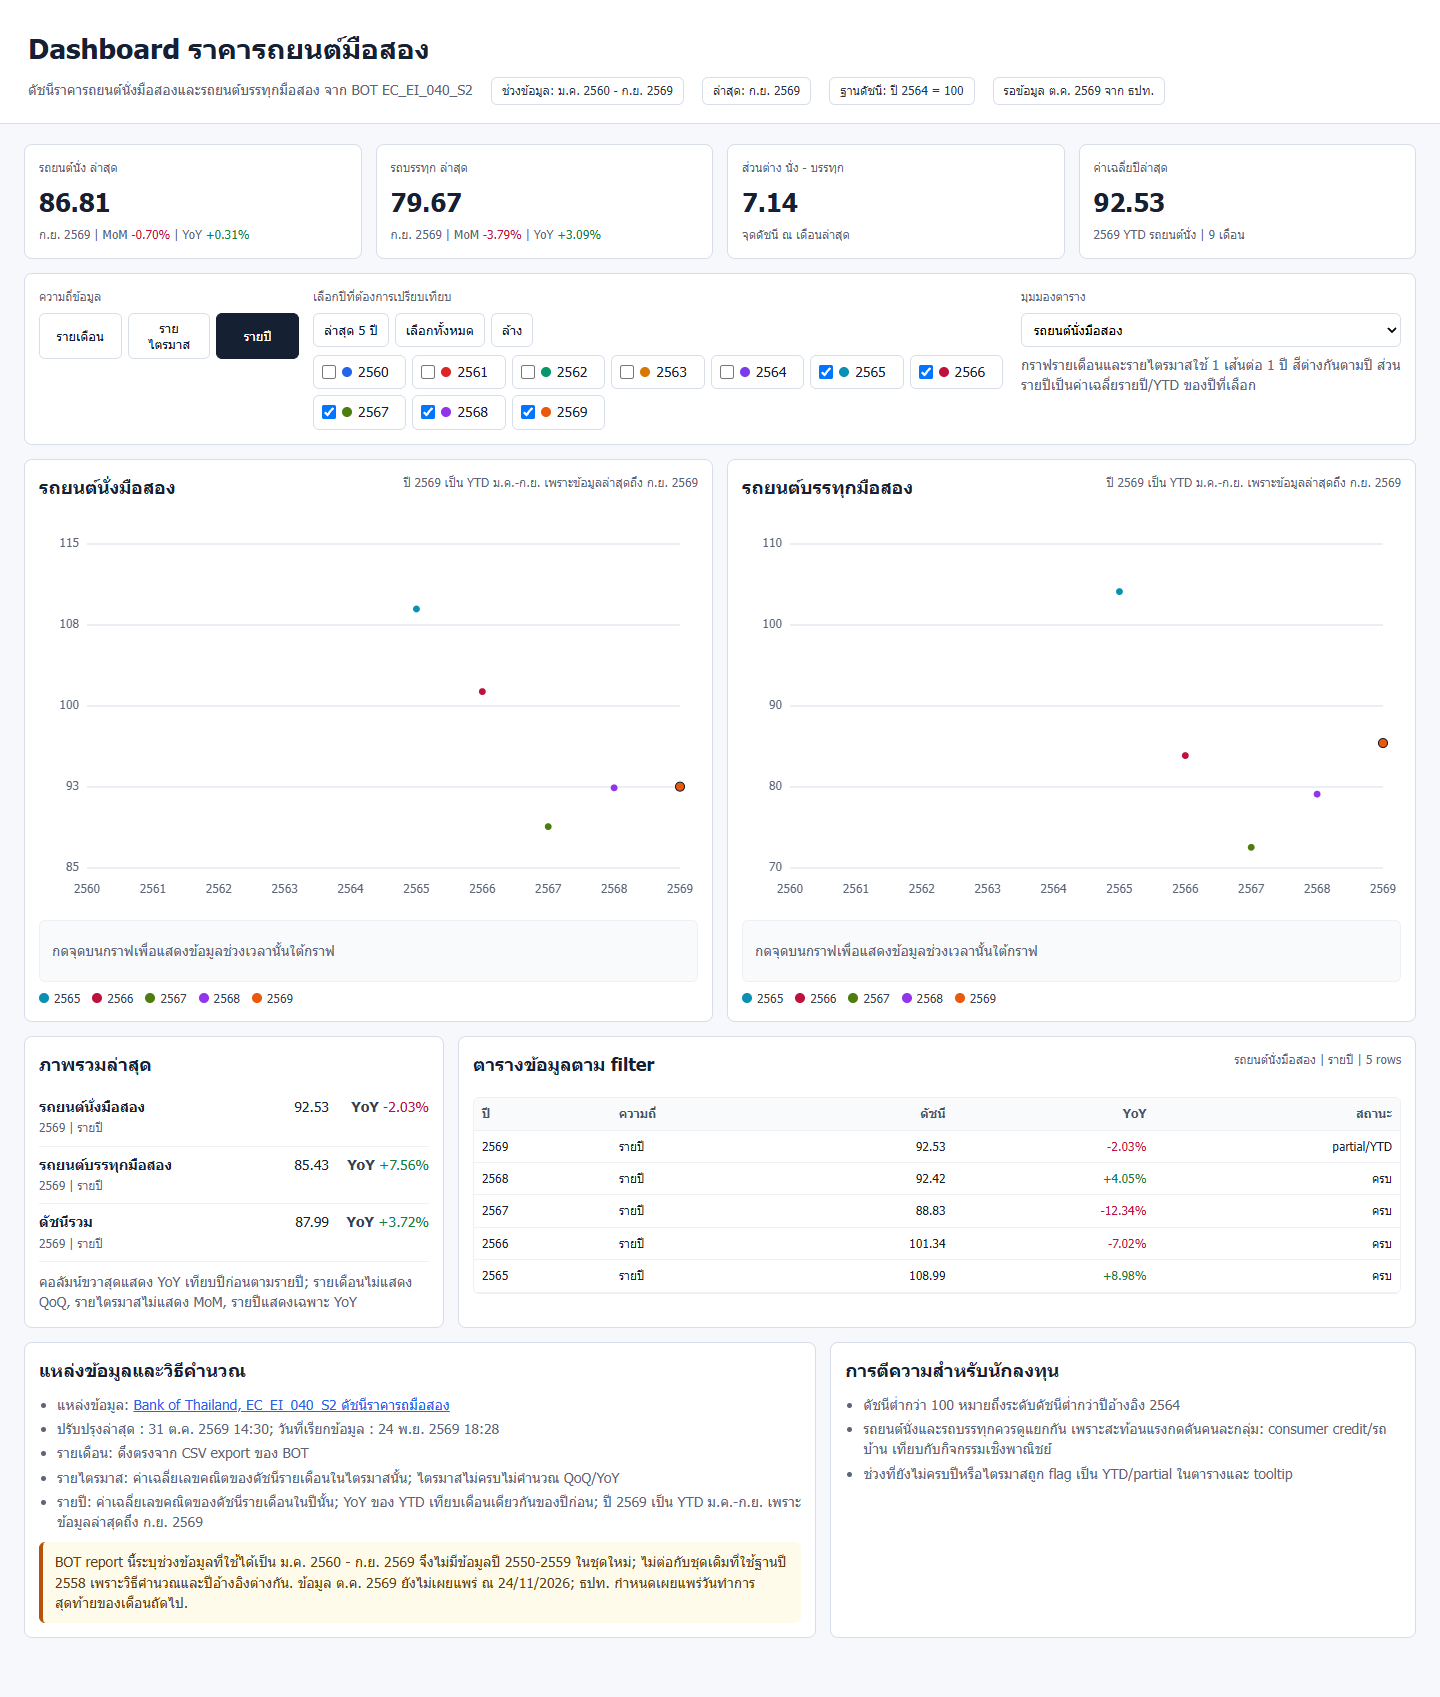 Dashboard ราคารถยนต์มือสอง
ดัชนีราคารถยนต์นั่งมือสองและรถยนต์บรรทุกมือสอง จาก BOT EC_EI_040_S2
ช่วงข้อมูล: ม.ค. 2560 - ก.ย. 2569
ล่าสุด: ก.ย. 2569
ฐานดัชนี: ปี 2564 = 100
รอข้อมูล ต.ค. 2569 จาก ธปท.
รถยนต์นั่ง ล่าสุด
86.81
ก.ย. 2569 | MoM -0.70% | YoY +0.31%
รถบรรทุก ล่าสุด
79.67
ก.ย. 2569 | MoM -3.79% | YoY +3.09%
ส่วนต่าง นั่ง - บรรทุก
7.14
จุดดัชนี ณ เดือนล่าสุด
ค่าเฉลี่ยปีล่าสุด
92.53
2569 YTD รถยนต์นั่ง | 9 เดือน
ความถี่ข้อมูล
รายเดือน
ราย
ไตรมาส
รายปี
เลือกปีที่ต้องการเปรียบเทียบ
ล่าสุด 5 ปี
เลือกทั้งหมด
ล้าง
2560
2561
2562
2563
2564
2565
2566
2567
2568
2569
มุมมองตาราง
รถยนต์นั่งมือสอง
กราฟรายเดือนและรายไตรมาสใช้ 1 เส้นต่อ 1 ปี สีต่างกันตามปี ส่วน
รายปีเป็นค่าเฉลี่ยรายปี/YTD ของปีที่เลือก
รถยนต์นั่งมือสอง
ปี 2569 เป็น YTD ม.ค.-ก.ย. เพราะข้อมูลล่าสุดถึง ก.ย. 2569
115
108
100
93
85
2560 2561 2562 2563 2564 2565 2566 2567 2568 2569
กดจุดบนกราฟเพื่อแสดงข้อมูลช่วงเวลานั้นใต้กราฟ
2565 2566 2567 2568 2569
รถยนต์บรรทุกมือสอง
ปี 2569 เป็น YTD ม.ค.-ก.ย. เพราะข้อมูลล่าสุดถึง ก.ย. 2569
110
100
90
80
70
2560 2561 2562 2563 2564 2565 2566 2567 2568 2569
กดจุดบนกราฟเพื่อแสดงข้อมูลช่วงเวลานั้นใต้กราฟ
2565 2566 2567 2568 2569
ภาพรวมล่าสุด
รถยนต์นั่งมือสอง 92.53 YoY -2.03%
2569 | รายปี
รถยนต์บรรทุกมือสอง 85.43 YoY +7.56%
2569 | รายปี
ดัชนีรวม 87.99 YoY +3.72%
2569 | รายปี
คอลัมน์ขวาสุดแสดง YoY เทียบปีก่อนตามรายปี; รายเดือนไม่แสดง
QoQ, รายไตรมาสไม่แสดง MoM, รายปีแสดงเฉพาะ YoY
ตารางข้อมูลตาม filter
รถยนต์นั่งมือสอง | รายปี | 5 rows
ปี ความถี่ ดัชนี YoY สถานะ
2569 รายปี 92.53 -2.03% partial/YTD
2568 รายปี 92.42 +4.05% ครบ
2567 รายปี 88.83 -12.34% ครบ
2566 รายปี 101.34 -7.02% ครบ
2565 รายปี 108.99 +8.98% ครบ
แหล่งข้อมูลและวิธีคำนวณ
แหล่งข้อมูล: Bank of Thailand, EC_EI_040_S2 ดัชนีราคารถมือสอง
ปรับปรุงล่าสุด : 31 ต.ค. 2569 14:30; วันที่เรียกข้อมูล : 24 พ.ย. 2569 18:28
รายเดือน: ดึงตรงจาก CSV export ของ BOT
รายไตรมาส: ค่าเฉลี่ยเลขคณิตของดัชนีรายเดือนในไตรมาสนั้น; ไตรมาสไม่ครบไม่คำนวณ QoQ/YoY
รายปี: ค่าเฉลี่ยเลขคณิตของดัชนีรายเดือนในปีนั้น; YoY ของ YTD เทียบเดือนเดียวกันของปีก่อน; ปี 2569 เป็น YTD ม.ค.-ก.ย. เพราะ
ข้อมูลล่าสุดถึง ก.ย. 2569
BOT report นี้ระบุช่วงข้อมูลที่ใช้ได้เป็น ม.ค. 2560 - ก.ย. 2569 จึงไม่มีข้อมูลปี 2550-2559 ในชุดใหม่; ไม่ต่อกับชุดเดิมที่ใช้ฐานปี
2558 เพราะวิธีคำนวณและปีอ้างอิงต่างกัน. ข้อมูล ต.ค. 2569 ยังไม่เผยแพร่ ณ 24/11/2026; ธปท. กำหนดเผยแพร่วันทำการ
สุดท้ายของเดือนถัดไป.
การตีความสำหรับนักลงทุน
ดัชนีต่ำกว่า 100 หมายถึงระดับดัชนีต่ำกว่าปีอ้างอิง 2564
รถยนต์นั่งและรถบรรทุกควรดูแยกกัน เพราะสะท้อนแรงกดดันคนละกลุ่ม: consumer credit/รถ
บ้าน เทียบกับกิจกรรมเชิงพาณิชย์
ช่วงที่ยังไม่ครบปีหรือไตรมาสถูก flag เป็น YTD/partial ในตารางและ tooltip